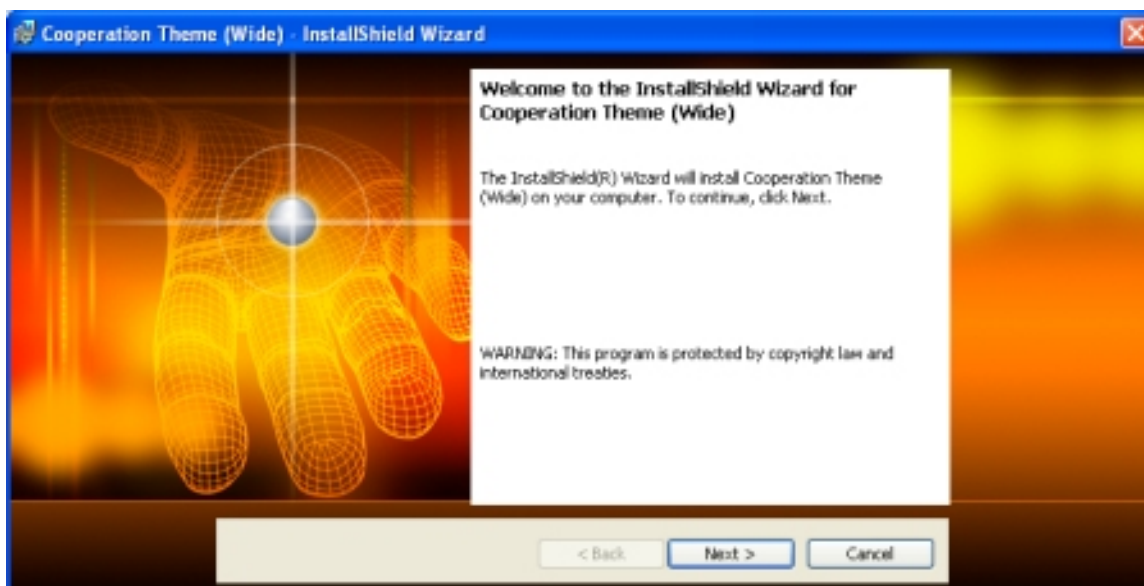 Cooperation Theme (Wide) - InstallShield Wizard
Welcome to the InstallShield Wizard for
Cooperation Theme (Wide)
The InstallShield(R) Wizard will install Cooperation Theme
(Wide) on your computer. To continue, click Next.
WARNING: This program is protected by copyright law and
international treaties.
< Back
Next >
Cancel